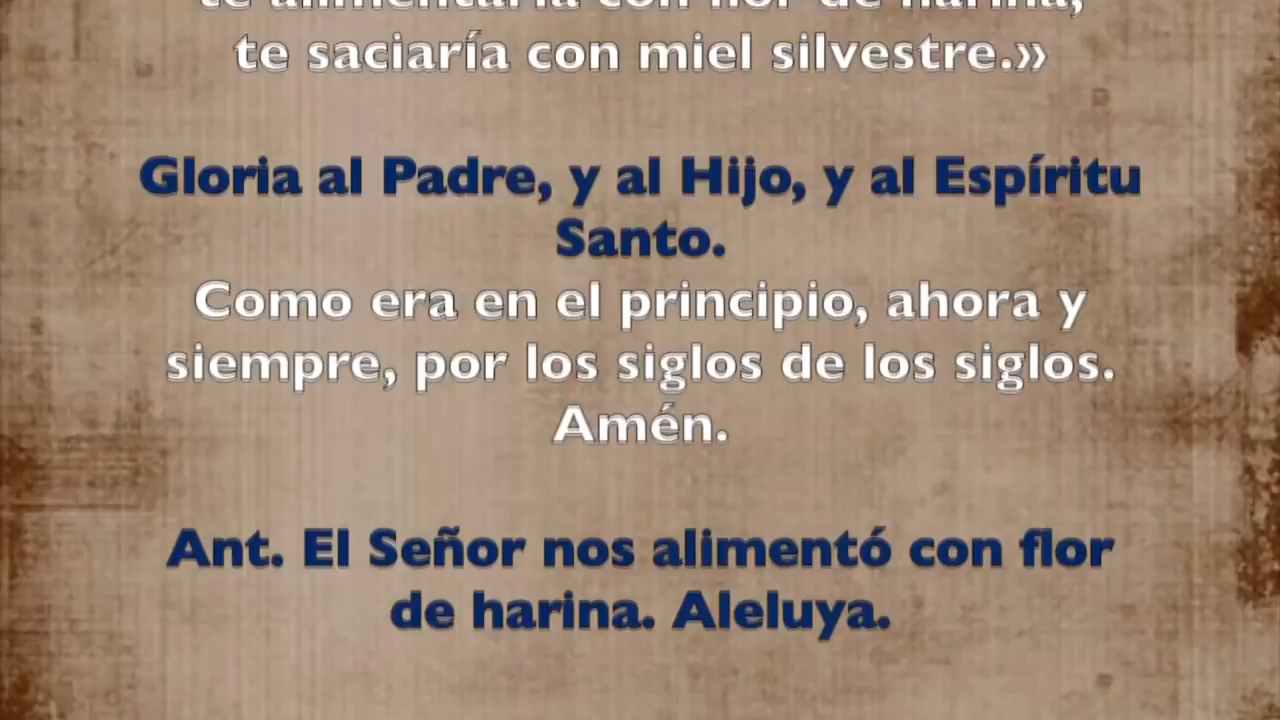 te alimentaría con flor de harina,
te saciaría con miel silvestre.»
Gloria al Padre, y al Hijo, y al Espíritu
Santo.
Como era en el principio, ahora y
siempre, por los siglos de los siglos.
Amén.
Ant. El Señor nos alimentó con flor
de harina. Aleluya.